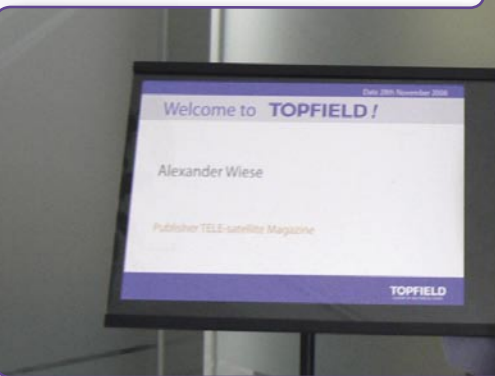 Date 28th November 2006
Welcome to TOPFIELD!
Alexander Wiese
Publisher TELE-satellite Magazine
TOPFIELD